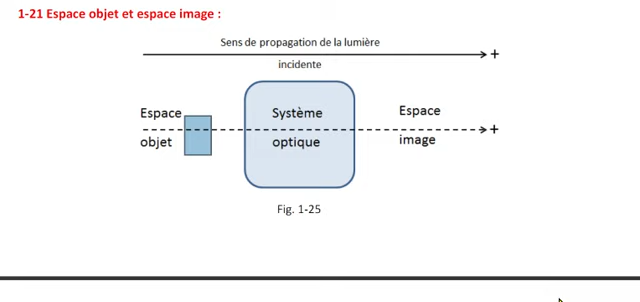 1-21 Espace objet et espace image :
Sens de propagation de la lumière
+
incidente
Espace
Système
Espace
+
objet
optique
image
Fig. 1-25